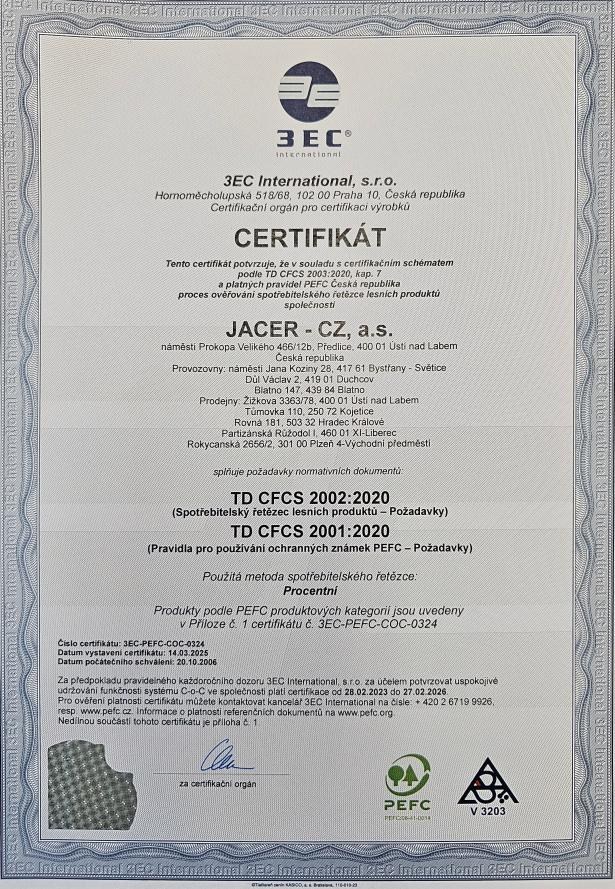 3EC®
international
3EC International, s.r.o.
Hornoměcholupská 518/68, 102 00 Praha 10, Česká republika
Certifikační orgán pro certifikaci výrobků
CERTIFIKÁT
Tento certifikát potvrzuje, že v souladu s certifikačním schématem
podle TD CFCS 2003:2020, kap. 7
a platných pravidel PEFC Česká republika
proces ověřování spotřebitelského řetězce lesních produktů
společnosti
JACER - CZ, a.s.
náměstí Prokopa Velikého 466/12b, Předlice, 400 01 Ústí nad Labem
Česká republika
Provozovny: náměstí Jana Koziny 28, 417 61 Bystřany - Světice
Důl Václav 2, 419 01 Duchcov
Blatno 147, 439 84 Blatno
Prodejny: Žižkova 3363/78, 400 01 Ústí nad Labem
Tůmovka 110, 250 72 Kojetice
Rovná 181, 503 32 Hradec Králové
Partizánská Růžodol I, 460 01 XI-Liberec
Rokycanská 2656/2, 301 00 Plzeň 4-Východní předměstí
splňuje požadavky normativních dokumentů:
TD CFCS 2002:2020
(Spotřebitelský řetězec lesních produktů – Požadavky)
TD CFCS 2001:2020
(Pravidla pro používání ochranných známek PEFC – Požadavky)
Použitá metoda spotřebitelského řetězce:
Procentní
Produkty podle PEFC produktových kategorií jsou uvedeny
v Příloze č. 1 certifikátu č. 3EC-PEFC-COC-0324
Číslo certifikátu: 3EC-PEFC-COC-0324
Datum vystavení certifikátu: 14.03.2025
Datum počátečního schválení: 20.10.2006
Za předpokladu pravidelného každoročního dozoru 3EC International, s.r.o. za účelem potvrzovat uspokojivé
udržování funkčnosti systému C-o-C ve společnosti platí certifikace od 28.02.2023 do 27.02.2026.
Pro ověření platnosti certifikátu můžete kontaktovat kancelář 3EC International na čísle: + 420 2 6719 9926,
resp. www.pefc.cz. Informace o platnosti referenčních dokumentů na www.pefc.org.
Nedílnou součástí tohoto certifikátu je příloha č. 1.
za certifikační orgán
PEFC
PEFC/08-41-0014
V 3203